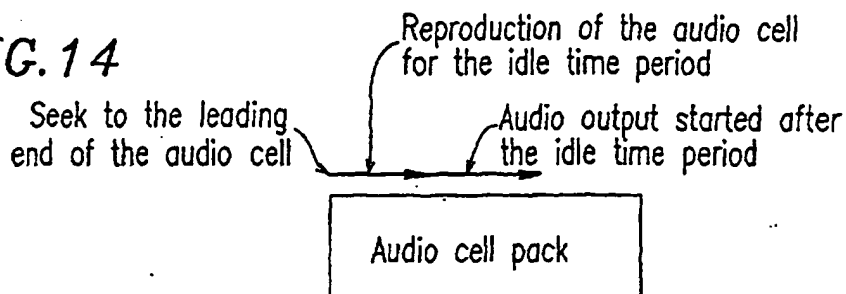 G. 14
Reproduction of the audio cell
for the idle time period
Seek to the leading
end of the audio cell
Audio output started after
the idle time period
Audio cell pack